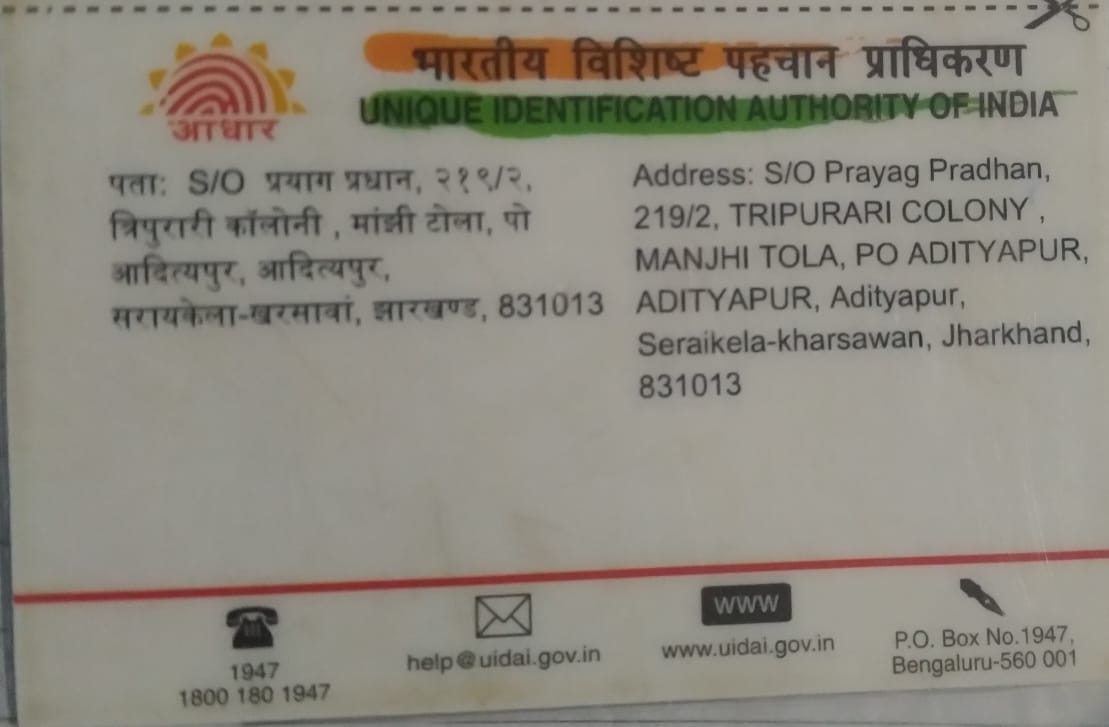 आधार
भारतीय विशिष्ट पहचान प्राधिकरण
UNIQUE IDENTIFICATION AUTHORITY OF INDIA
पता: S/O प्रयाग प्रधान, २१९/२,
त्रिपुरारी कॉलोनी , मांझी टोला, पो
आदित्यपुर, आदित्यपुर,
सरायकेला-खरसावां, झारखण्ड, 831013
Address: S/O Prayag Pradhan,
219/2, TRIPURARI COLONY ,
MANJHI TOLA, PO ADITYAPUR,
ADITYAPUR, Adityapur,
Seraikela-kharsawan, Jharkhand,
831013
1947
1800 180 1947
help@uidai.gov.in
www
www.uidai.gov.in
P.O. Box No.1947,
Bengaluru-560 001